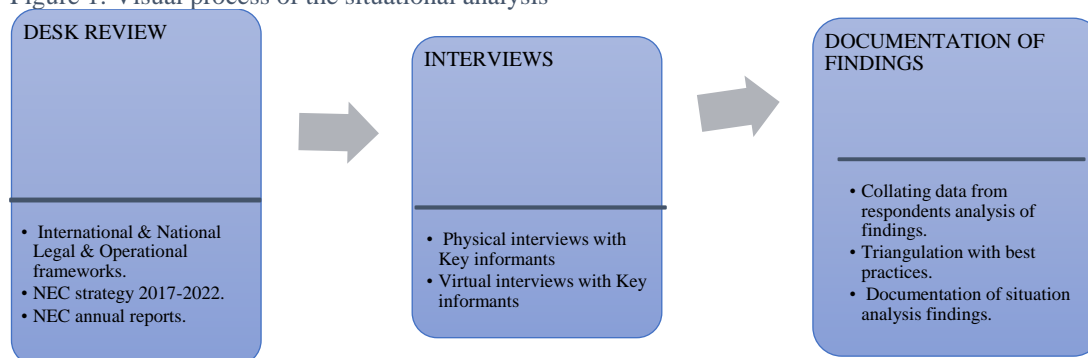 Figure 1: Visual process of the situational analysis
DESK REVIEW
• International & National
Legal & Operational
frameworks.
• NEC strategy 2017-2022.
• NEC annual reports.
INTERVIEWS
• Physical interviews with
Key informants
• Virtual interviews with Key
informants
DOCUMENTATION OF
FINDINGS
• Collating data from
respondents analysis of
findings.
• Triangulation with best
practices.
• Documentation of situation
analysis findings.